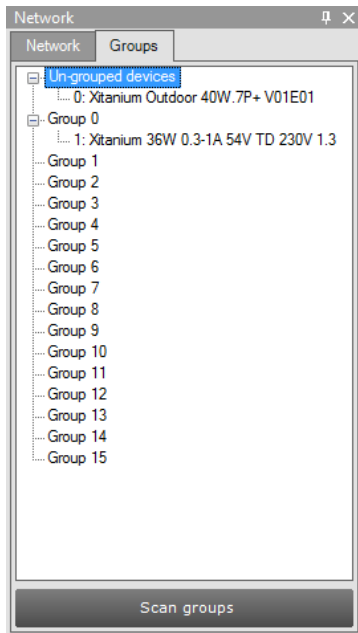 Network
Network Groups
Un-grouped devices
0: Xitanium Outdoor 40W.7P+ V01E01
Group 0
1: Xitanium 36W 0.3-1A 54V TD 230V 1.3
Group 1
Group 2
Group 3
Group 4
Group 5
Group 6
Group 7
Group 8
Group 9
Group 10
Group 11
Group 12
Group 13
Group 14
Group 15
Scan groups